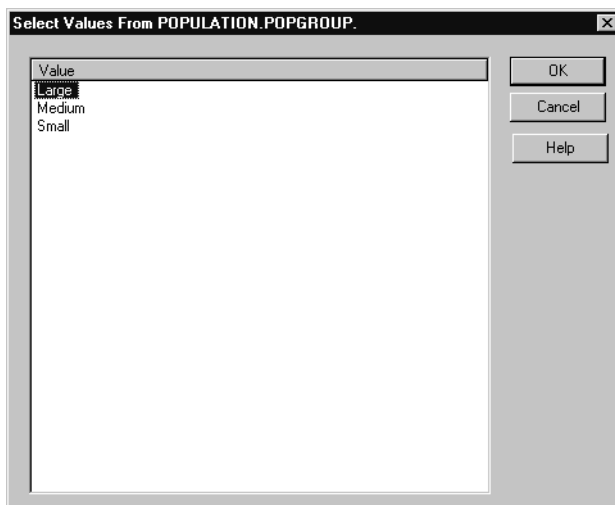 Select Values From POPULATION.POPGROUP.
Value
Large
Medium
Small
OK
Cancel
Help